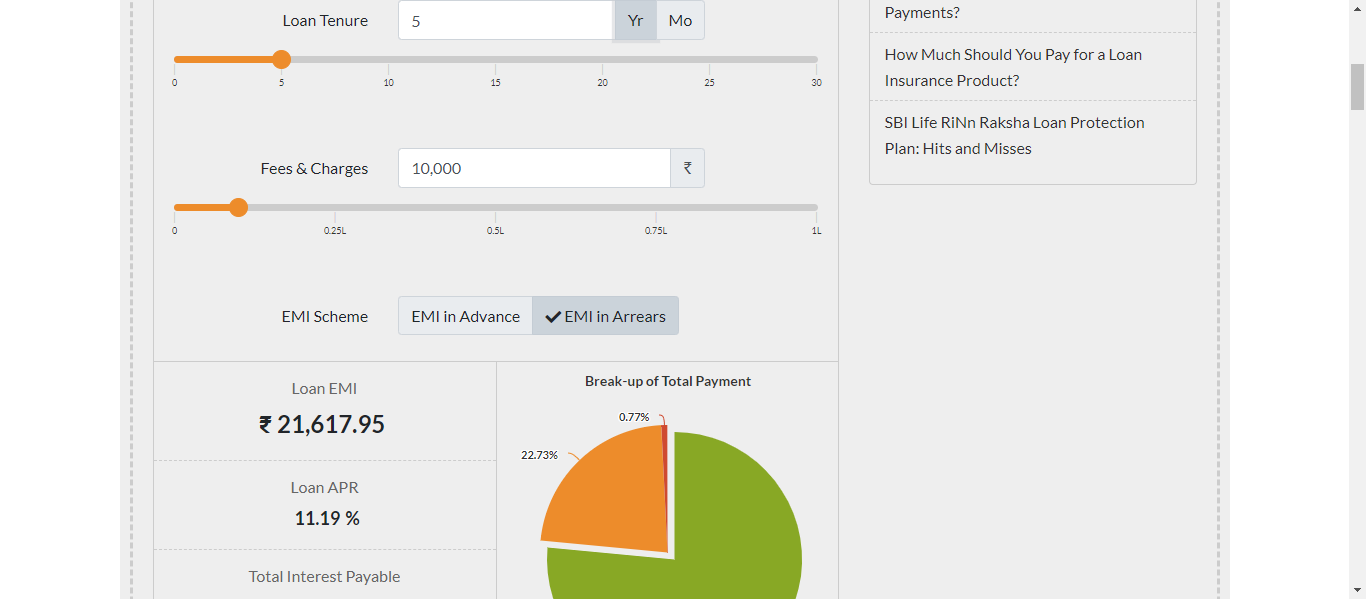 Loan Tenure
5
Yr
Mo
0 5 10 15 20 25 30
Fees & Charges
10,000
₹
0 0.25L 0.5L 0.75L 1L
EMI Scheme
EMI in Advance
EMI in Arrears
Loan EMI
₹ 21,617.95
Loan APR
11.19 %
Total Interest Payable
Break-up of Total Payment
0.77%
22.73%
Payments?
How Much Should You Pay for a Loan
Insurance Product?
SBI Life RiNn Raksha Loan Protection
Plan: Hits and Misses